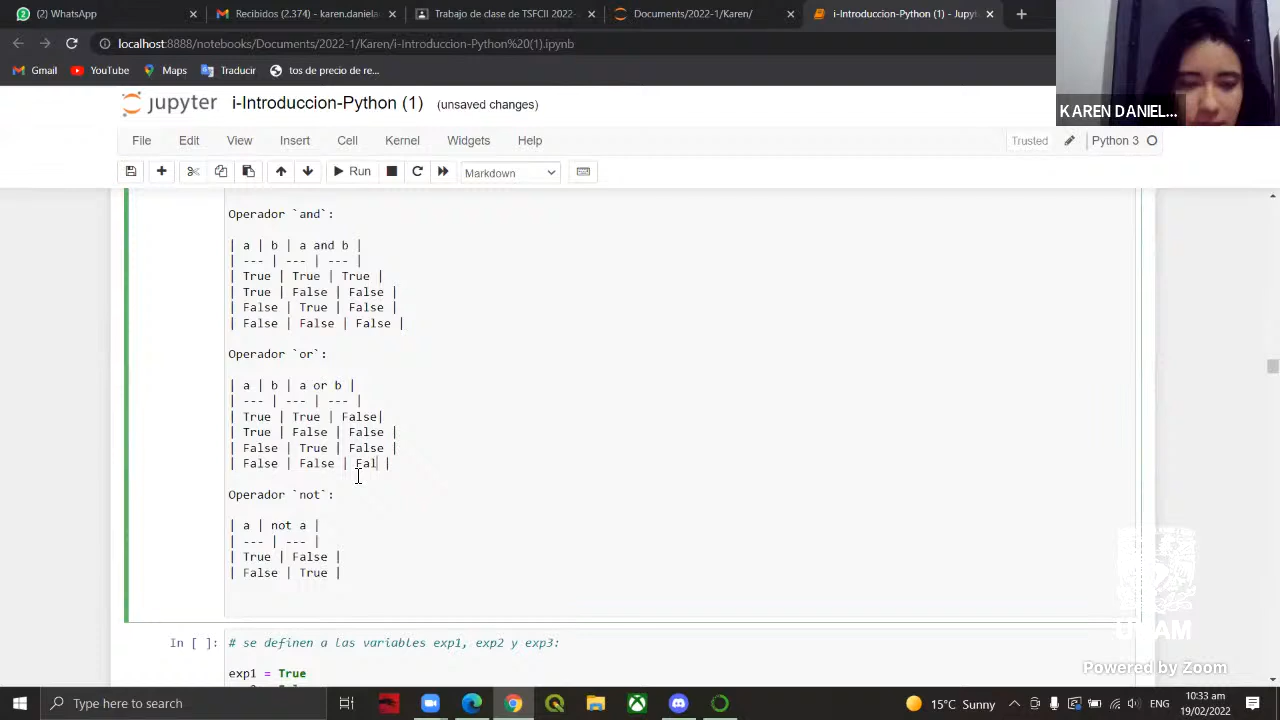 (2) WhatsApp
Recibidos (2.374) - karen.daniela
Trabajo de clase de TSFCII 2022-
Documents/2022-1/Karen/
i-Introduccion-Python (1) - Jupyt
localhost:8888/notebooks/Documents/2022-1/Karen/i-Introduccion-Python%20(1).ipynb
Gmail
YouTube
Maps
Traducir
tos de precio de re...
KAREN DANIEL...
jupyter i-Introduccion-Python (1) (unsaved changes)
File Edit View Insert Cell Kernel Widgets Help
Trusted Python 3
Run Markdown
Operador `and`:
| a | b | a and b |
| --- | --- | --- |
| True | True | True |
| True | False | False |
| False | True | False |
| False | False | False |
Operador `or`:
| a | b | a or b |
| --- | --- | --- |
| True | True | False|
| True | False | False |
| False | True | False |
| False | False | Fal |
Operador `not`:
| a | not a |
| --- | --- |
| True | False |
| False | True |
In [ ]: # se definen a las variables exp1, exp2 y exp3:
exp1 = True
UNAM
Powered by Zoom
Type here to search
15°C Sunny
ENG
10:33 am
19/02/2022